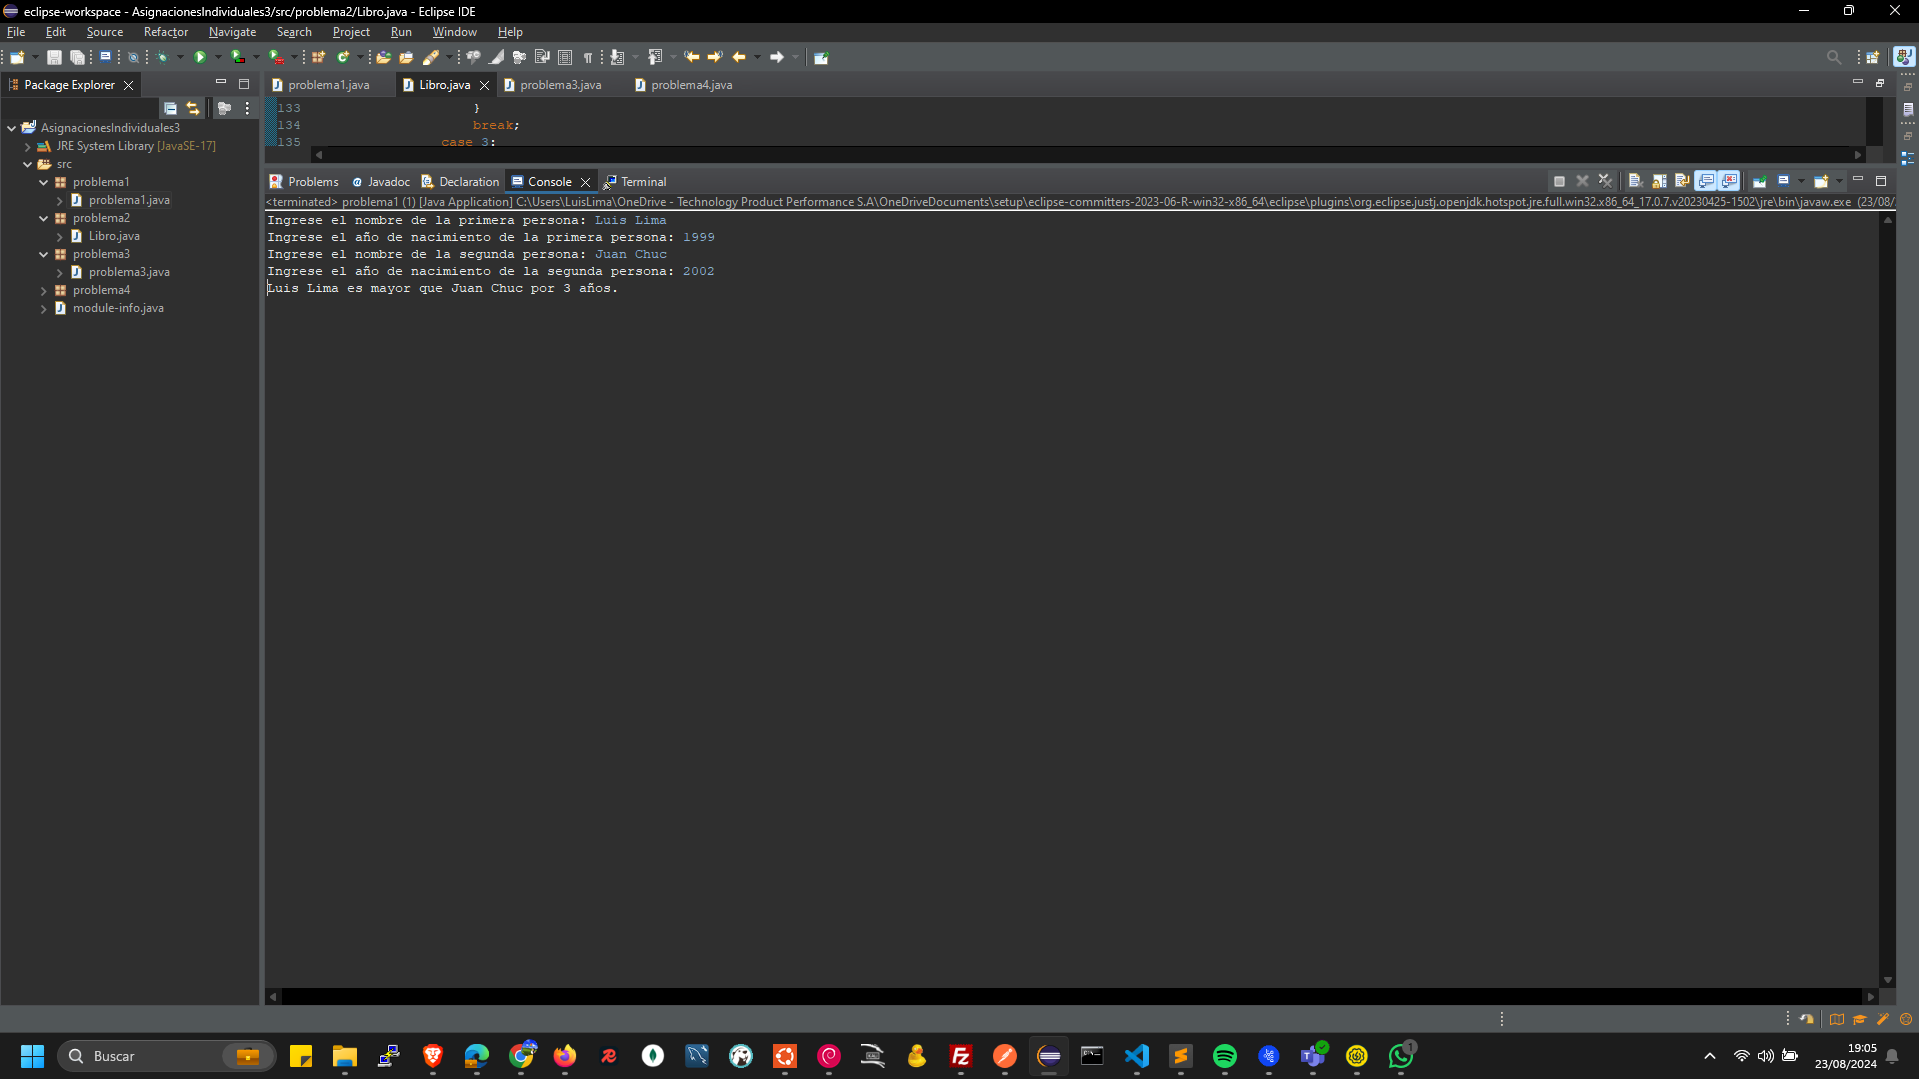 eclipse-workspace - AsignacionesIndividuales3/src/problema2/Libro.java - Eclipse IDE
File Edit Source Refactor Navigate Search Project Run Window Help
Package Explorer
problema1.java Libro.java problema3.java problema4.java
133 }
134 break;
135 case 3:
AsignacionesIndividuales3
JRE System Library [JavaSE-17]
src
problema1
problema1.java
problema2
Libro.java
problema3
problema3.java
problema4
module-info.java
Problems Javadoc Declaration Console Terminal
<terminated> problema1 (1) [Java Application] C:\Users\LuisLima\OneDrive - Technology Product Performance S.A\OneDriveDocuments\setup\eclipse-committers-2023-06-R-win32-x86_64\eclipse\plugins\org.eclipse.justj.openjdk.hotspot.jre.full.win32.x86_64_17.0.7.v20230425-1502\jre\bin\javaw.exe (23/08/
Ingrese el nombre de la primera persona: Luis Lima
Ingrese el año de nacimiento de la primera persona: 1999
Ingrese el nombre de la segunda persona: Juan Chuc
Ingrese el año de nacimiento de la segunda persona: 2002
Luis Lima es mayor que Juan Chuc por 3 años.
Buscar
19:05
23/08/2024